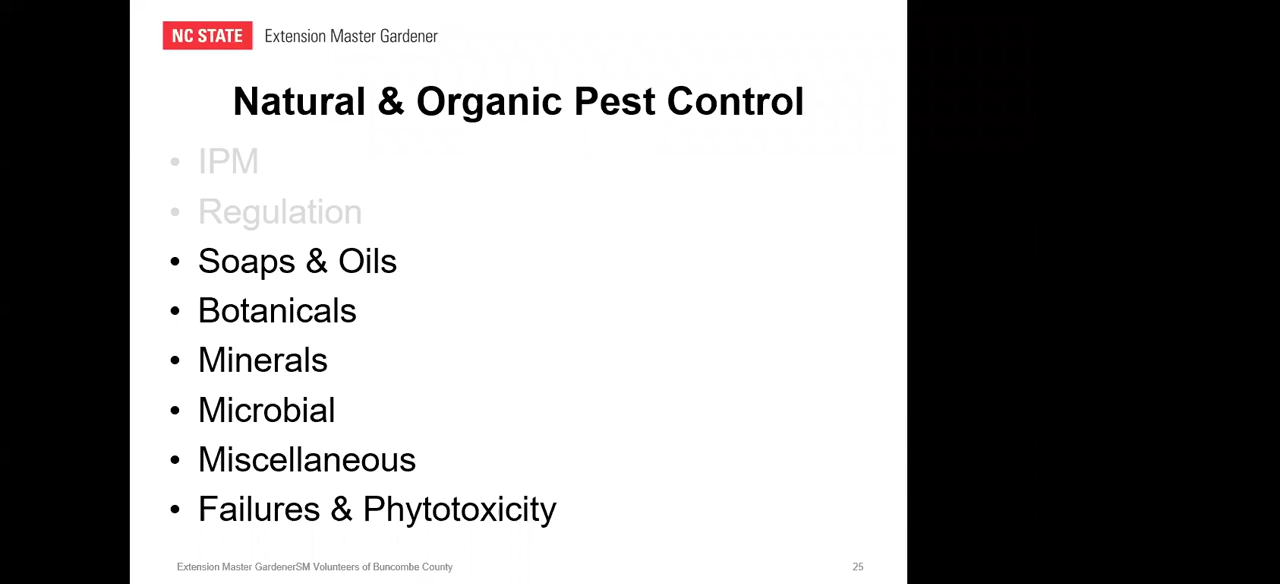 NC STATE Extension Master Gardener
Natural & Organic Pest Control
• IPM
• Regulation
• Soaps & Oils
• Botanicals
• Minerals
• Microbial
• Miscellaneous
• Failures & Phytotoxicity
Extension Master GardenerSM Volunteers of Buncombe County 25